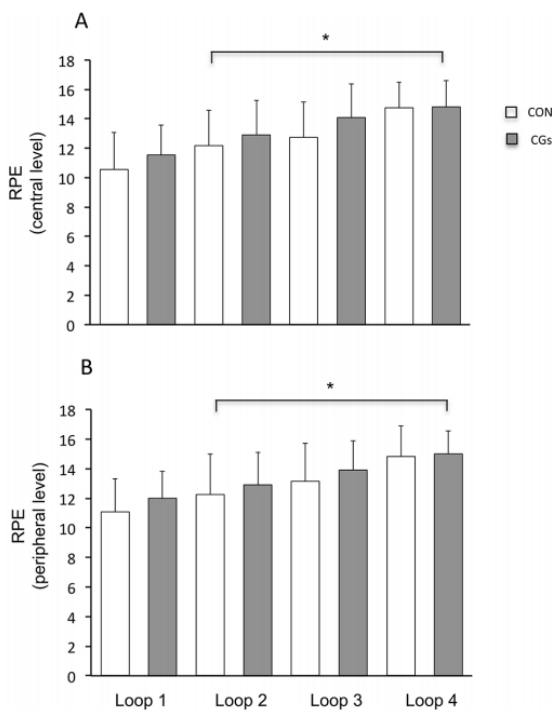 A
*
18
16
14
12
10
8
6
4
2
0
RPE
(central level)
CON
CGs
B
*
18
16
14
12
10
8
6
4
2
0
RPE
(peripheral level)
Loop 1 Loop 2 Loop 3 Loop 4